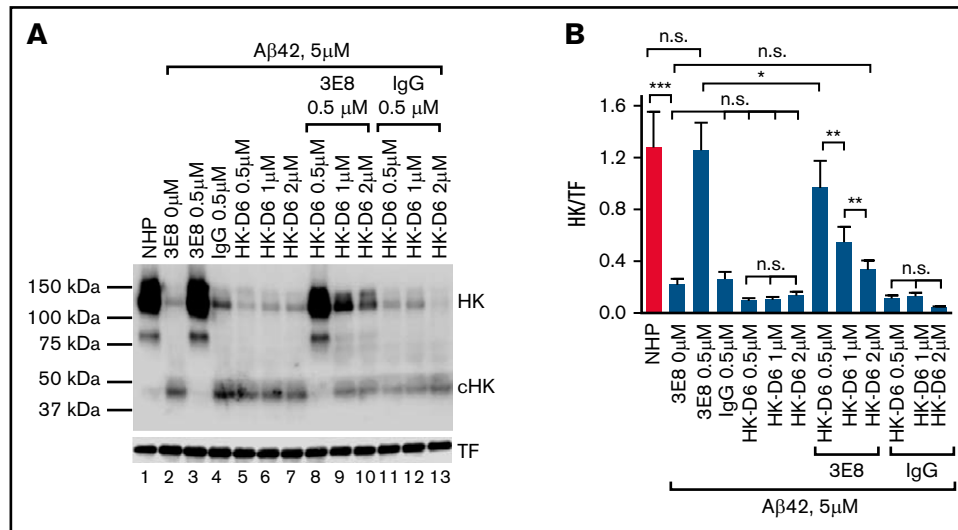 A
Aβ42, 5µM
3E8
0.5 µM
IgG
0.5 µM
NHP
3E8 0µM
3E8 0.5µM
IgG 0.5µM
HK-D6 0.5µM
HK-D6 1µM
HK-D6 2µM
HK-D6 0.5µM
HK-D6 1µM
HK-D6 2µM
HK-D6 0.5µM
HK-D6 1µM
HK-D6 2µM
150 kDa
100 kDa
75 kDa
50 kDa
37 kDa
HK
cHK
TF
1 2 3 4 5 6 7 8 9 10 11 12 13
B
n.s.
n.s.
*
***
n.s.
**
**
n.s.
n.s.
HK/TF
1.6
1.2
0.8
0.4
0.0
NHP
3E8 0µM
3E8 0.5µM
IgG 0.5µM
HK-D6 0.5µM
HK-D6 1µM
HK-D6 2µM
HK-D6 0.5µM
HK-D6 1µM
HK-D6 2µM
HK-D6 0.5µM
HK-D6 1µM
HK-D6 2µM
3E8
IgG
Aβ42, 5µM